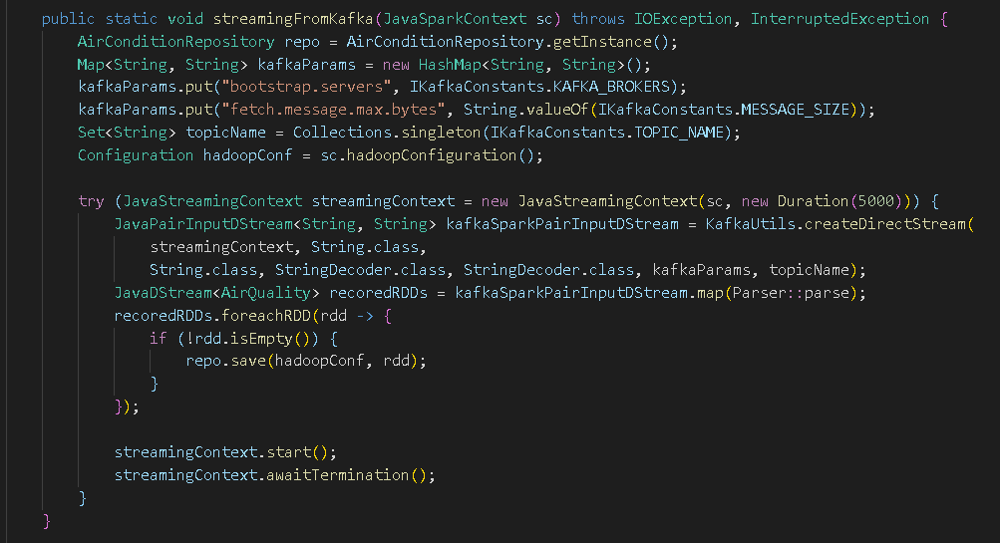 public static void streamingFromKafka(JavaSparkContext sc) throws IOException, InterruptedException {
    AirConditionRepository repo = AirConditionRepository.getInstance();
    Map<String, String> kafkaParams = new HashMap<String, String>();
    kafkaParams.put("bootstrap.servers", IKafkaConstants.KAFKA_BROKERS);
    kafkaParams.put("fetch.message.max.bytes", String.valueOf(IKafkaConstants.MESSAGE_SIZE));
    Set<String> topicName = Collections.singleton(IKafkaConstants.TOPIC_NAME);
    Configuration hadoopConf = sc.hadoopConfiguration();

    try (JavaStreamingContext streamingContext = new JavaStreamingContext(sc, new Duration(5000))) {
        JavaPairInputDStream<String, String> kafkaSparkPairInputDStream = KafkaUtils.createDirectStream(
            streamingContext, String.class,
            String.class, StringDecoder.class, StringDecoder.class, kafkaParams, topicName);
        JavaDStream<AirQuality> recoredRDDs = kafkaSparkPairInputDStream.map(Parser::parse);
        recoredRDDs.foreachRDD(rdd -> {
            if (!rdd.isEmpty()) {
                repo.save(hadoopConf, rdd);
            }
        });

        streamingContext.start();
        streamingContext.awaitTermination();
    }
}